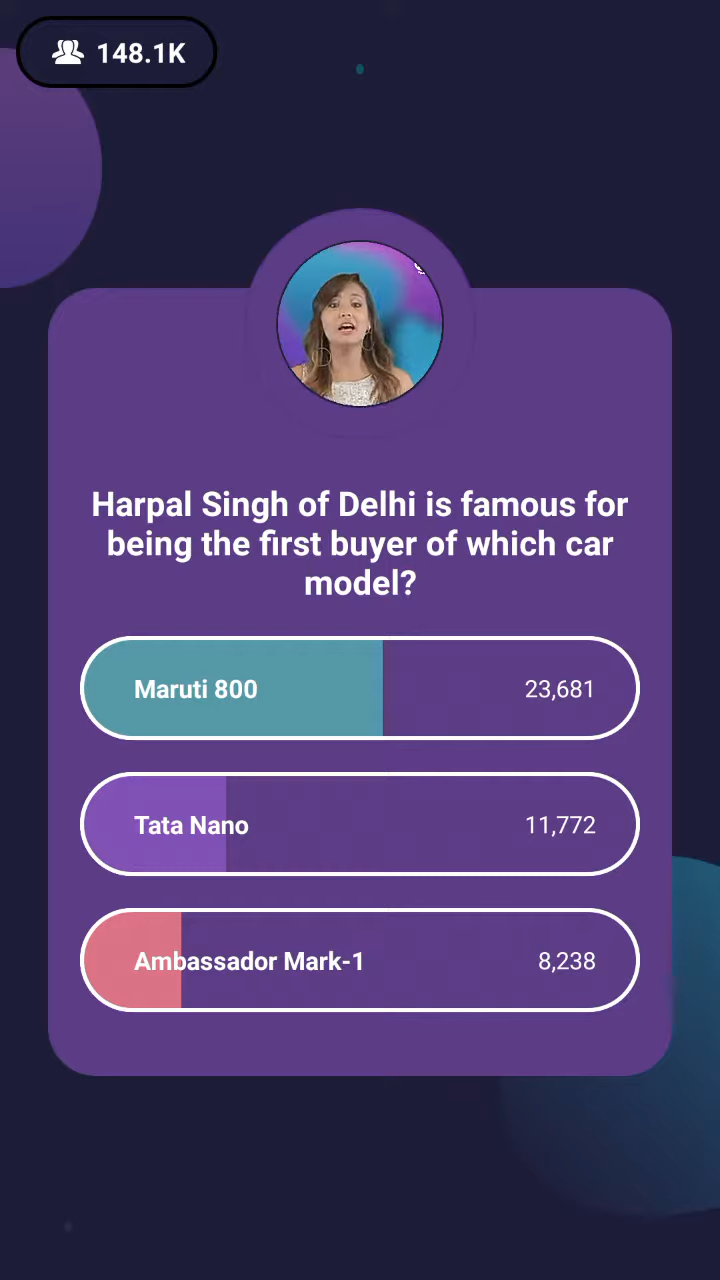 148.1K
Harpal Singh of Delhi is famous for
being the first buyer of which car
model?
Maruti 800 23,681
Tata Nano 11,772
Ambassador Mark-1 8,238